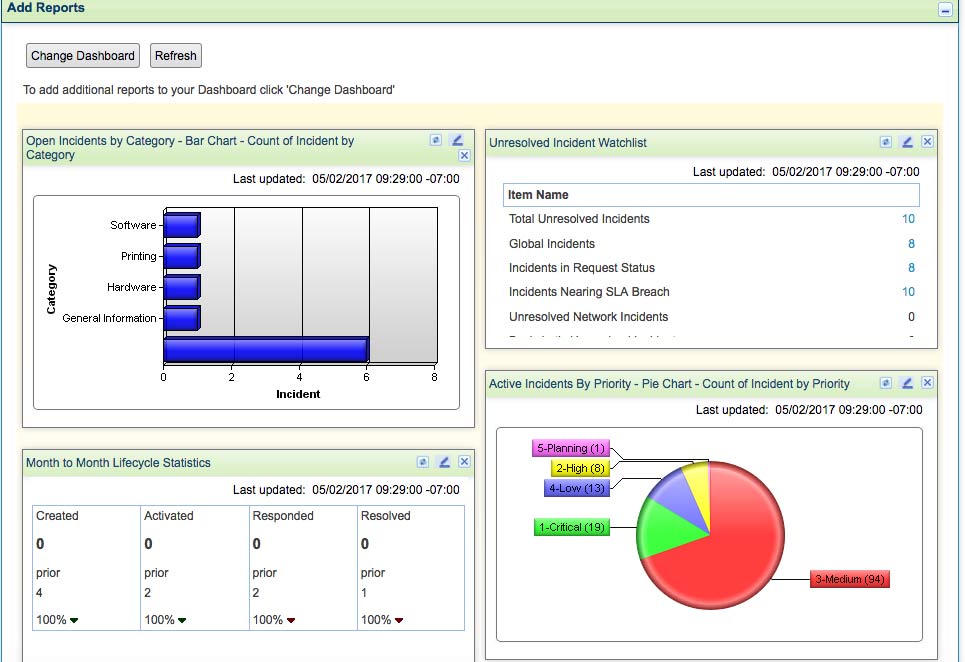 Add Reports
Change Dashboard Refresh
To add additional reports to your Dashboard click 'Change Dashboard'
Open Incidents by Category - Bar Chart - Count of Incident by
Category
Last updated: 05/02/2017 09:29:00 -07:00
Category
Software
Printing
Hardware
General Information
0 2 4 6 8
Incident
Unresolved Incident Watchlist
Last updated: 05/02/2017 09:29:00 -07:00
Item Name
Total Unresolved Incidents 10
Global Incidents 8
Incidents in Request Status 8
Incidents Nearing SLA Breach 10
Unresolved Network Incidents 0
Month to Month Lifecycle Statistics
Last updated: 05/02/2017 09:29:00 -07:00
Created Activated Responded Resolved
0 0 0 0
prior prior prior prior
4 2 2 1
100% 100% 100% 100%
Active Incidents By Priority - Pie Chart - Count of Incident by Priority
Last updated: 05/02/2017 09:29:00 -07:00
5-Planning (1)
2-High (8)
4-Low (13)
1-Critical (19)
3-Medium (94)